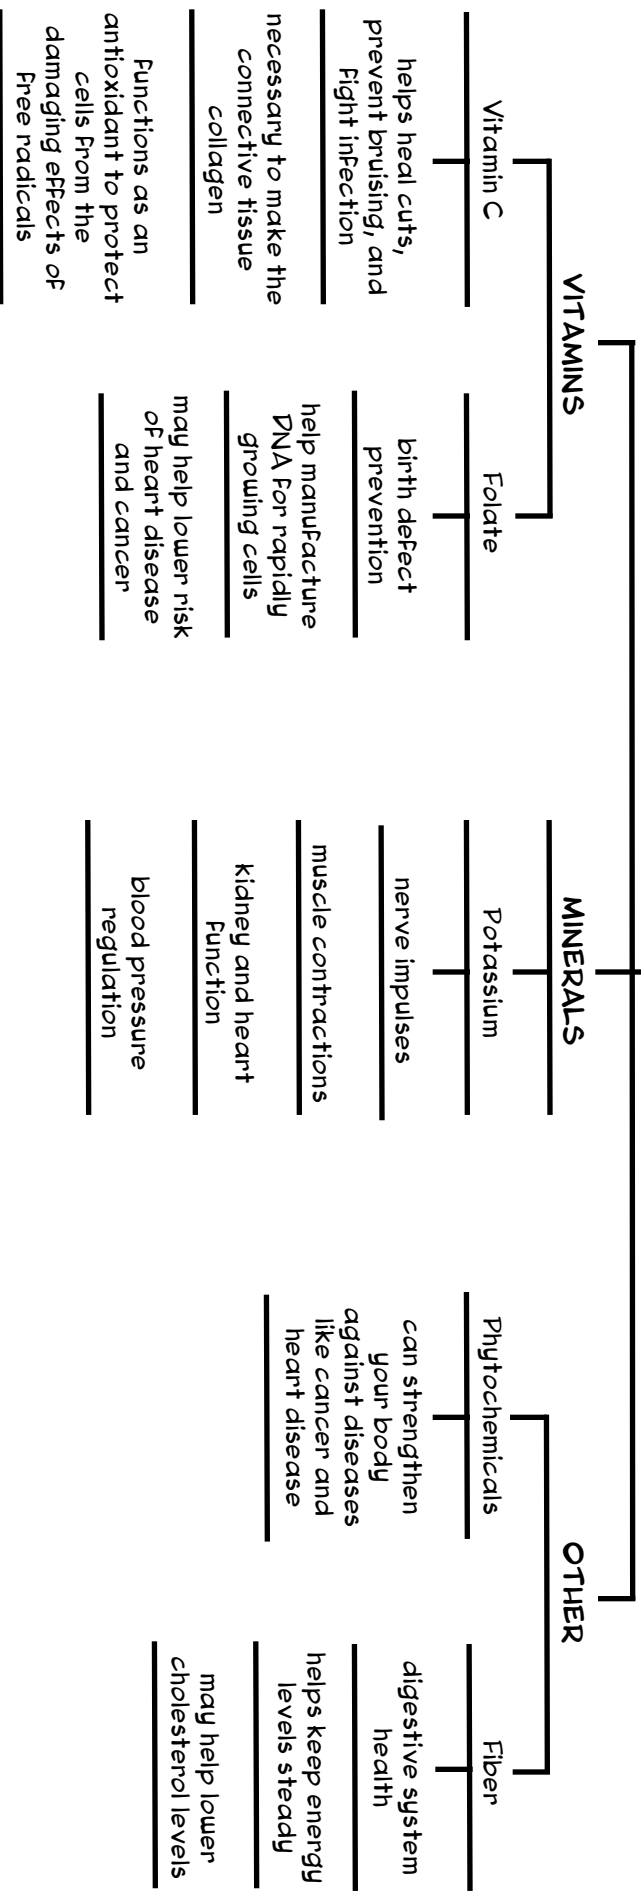 VITAMINS
Vitamin C
helps heal cuts,
prevent bruising, and
fight infection
necessary to make the
connective tissue
collagen
functions as an
antioxidant to protect
cells from the
damaging effects of
free radicals
Folate
birth defect
prevention
help manufacture
DNA for rapidly
growing cells
may help lower risk
of heart disease
and cancer
MINERALS
Potassium
nerve impulses
muscle contractions
kidney and heart
function
blood pressure
regulation
OTHER
Phytochemicals
can strengthen
your body
against diseases
like cancer and
heart disease
Fiber
digestive system
health
helps keep energy
levels steady
may help lower
cholesterol levels